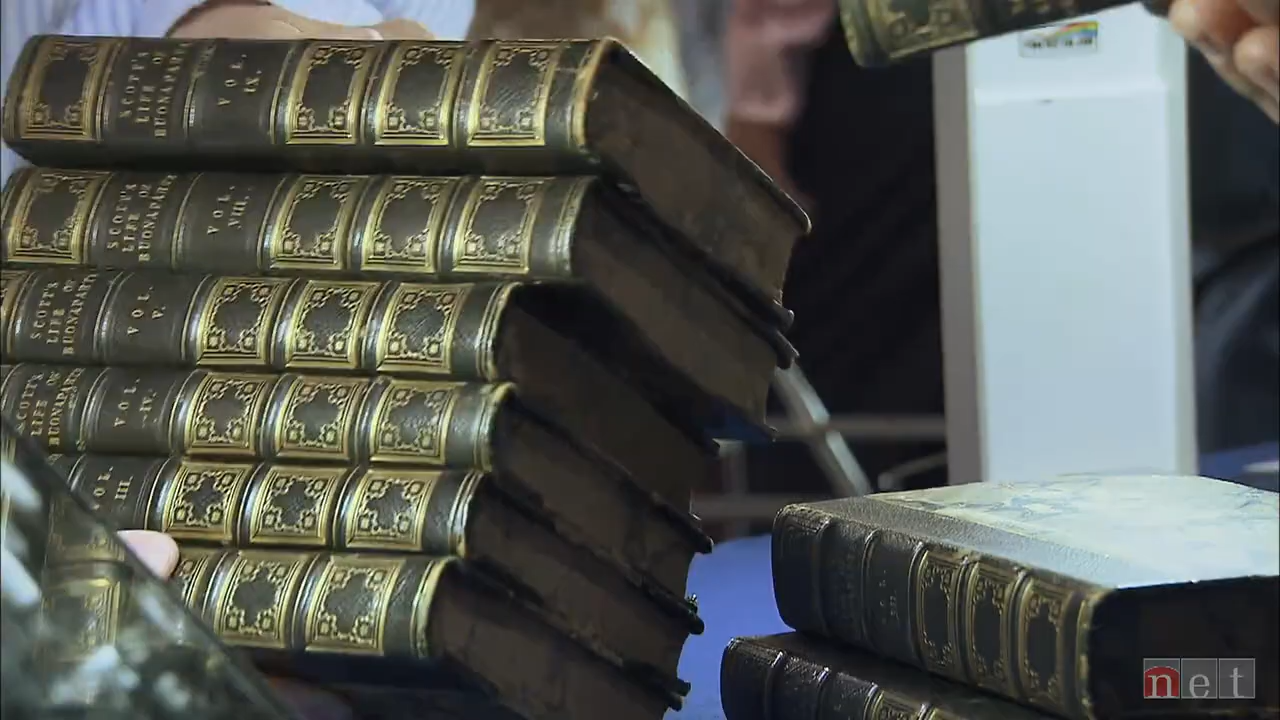 SCOTT'S
LIFE OF
BUONAPARTE
VOL.
IX.
SCOTT'S
LIFE OF
BUONAPARTE
VOL.
VIII.
SCOTT'S
LIFE OF
BUONAPARTE
VOL.
V.
SCOTT'S
LIFE OF
BUONAPARTE
VOL.
IV.
VOL.
III.
net